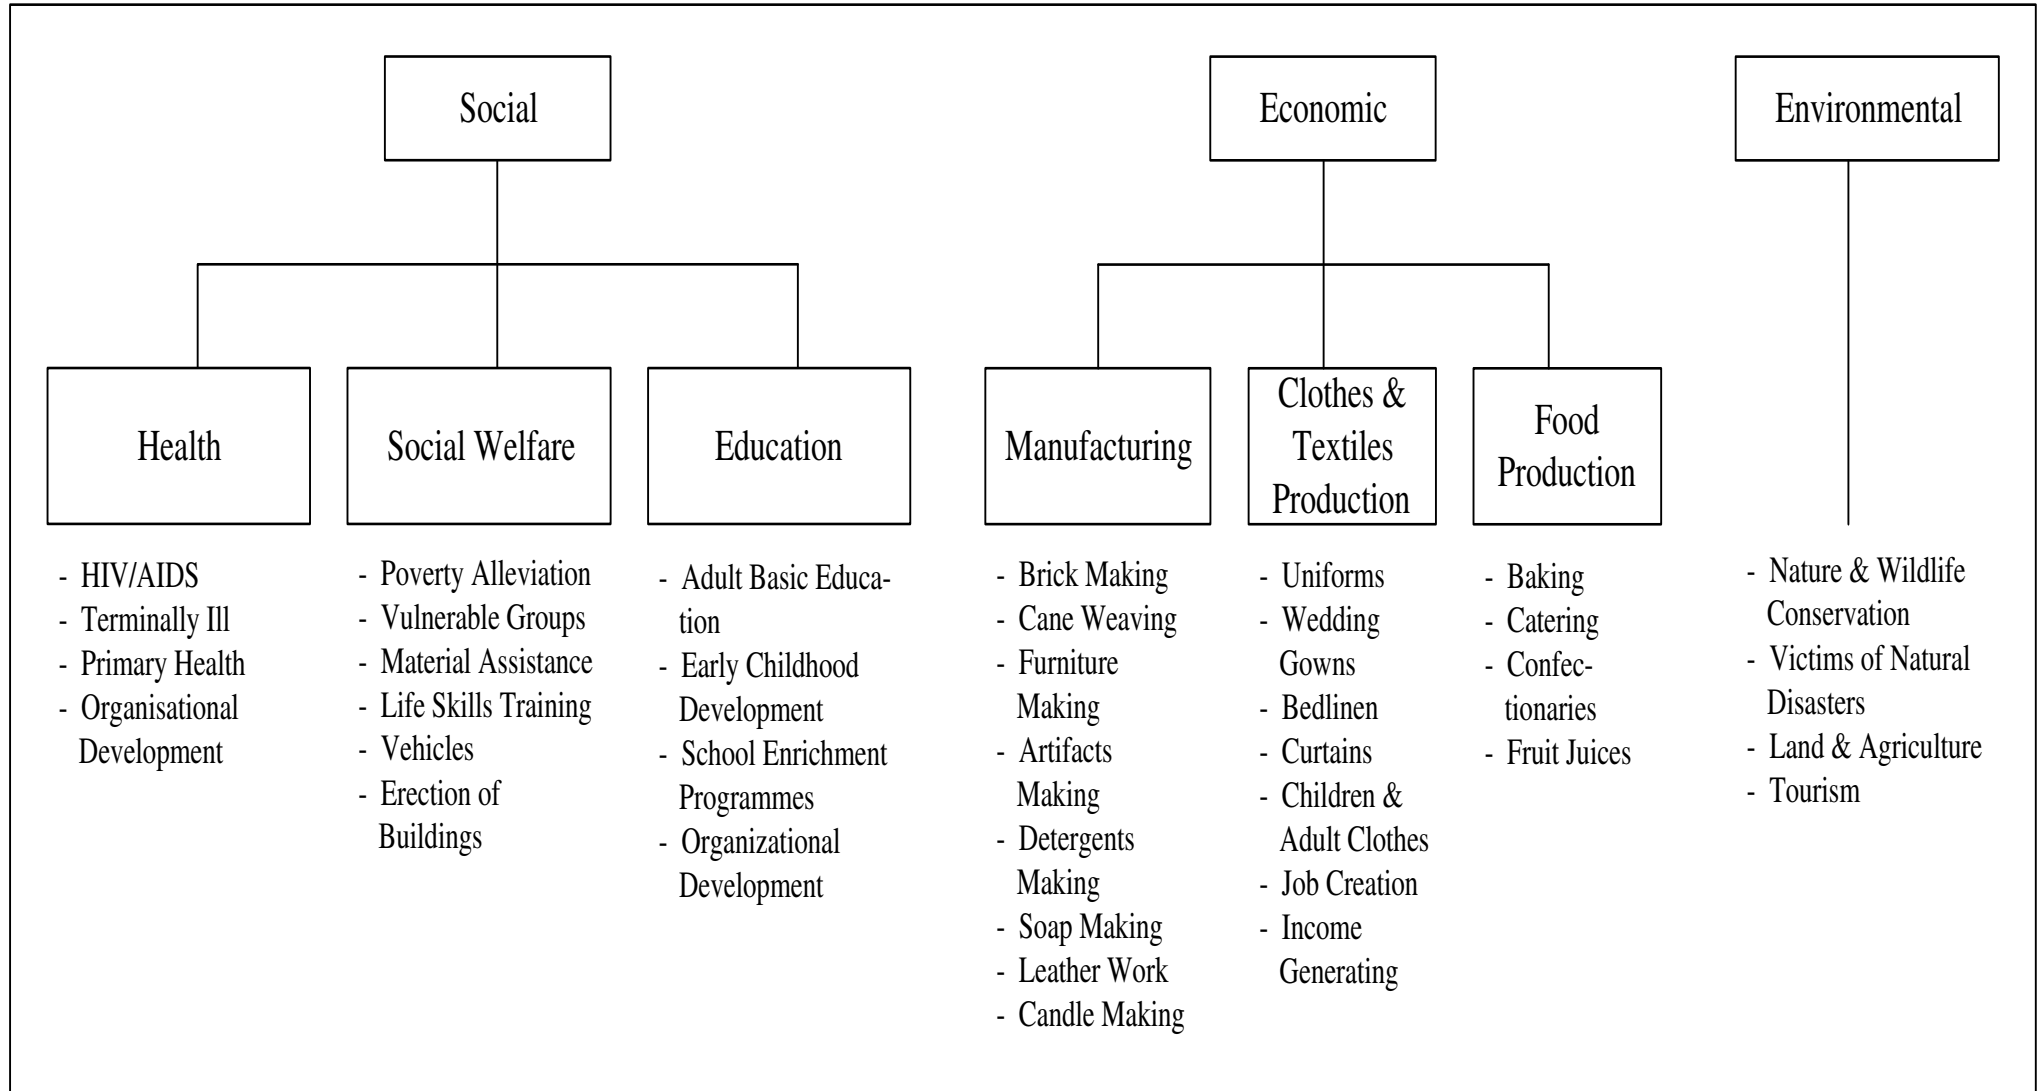 Social
Economic
Environmental
Health
Social Welfare
Education
Manufacturing
Clothes &
Textiles
Production
Food
Production
- HIV/AIDS
- Terminally Ill
- Primary Health
- Organisational
Development
- Poverty Alleviation
- Vulnerable Groups
- Material Assistance
- Life Skills Training
- Vehicles
- Erection of
Buildings
- Adult Basic Educa-
tion
- Early Childhood
Development
- School Enrichment
Programmes
- Organizational
Development
- Brick Making
- Cane Weaving
- Furniture
Making
- Artifacts
Making
- Detergents
Making
- Soap Making
- Leather Work
- Candle Making
- Uniforms
- Wedding
Gowns
- Bedlinen
- Curtains
- Children &
Adult Clothes
- Job Creation
- Income
Generating
- Baking
- Catering
- Confec-
tionaries
- Fruit Juices
- Nature & Wildlife
Conservation
- Victims of Natural
Disasters
- Land & Agriculture
- Tourism